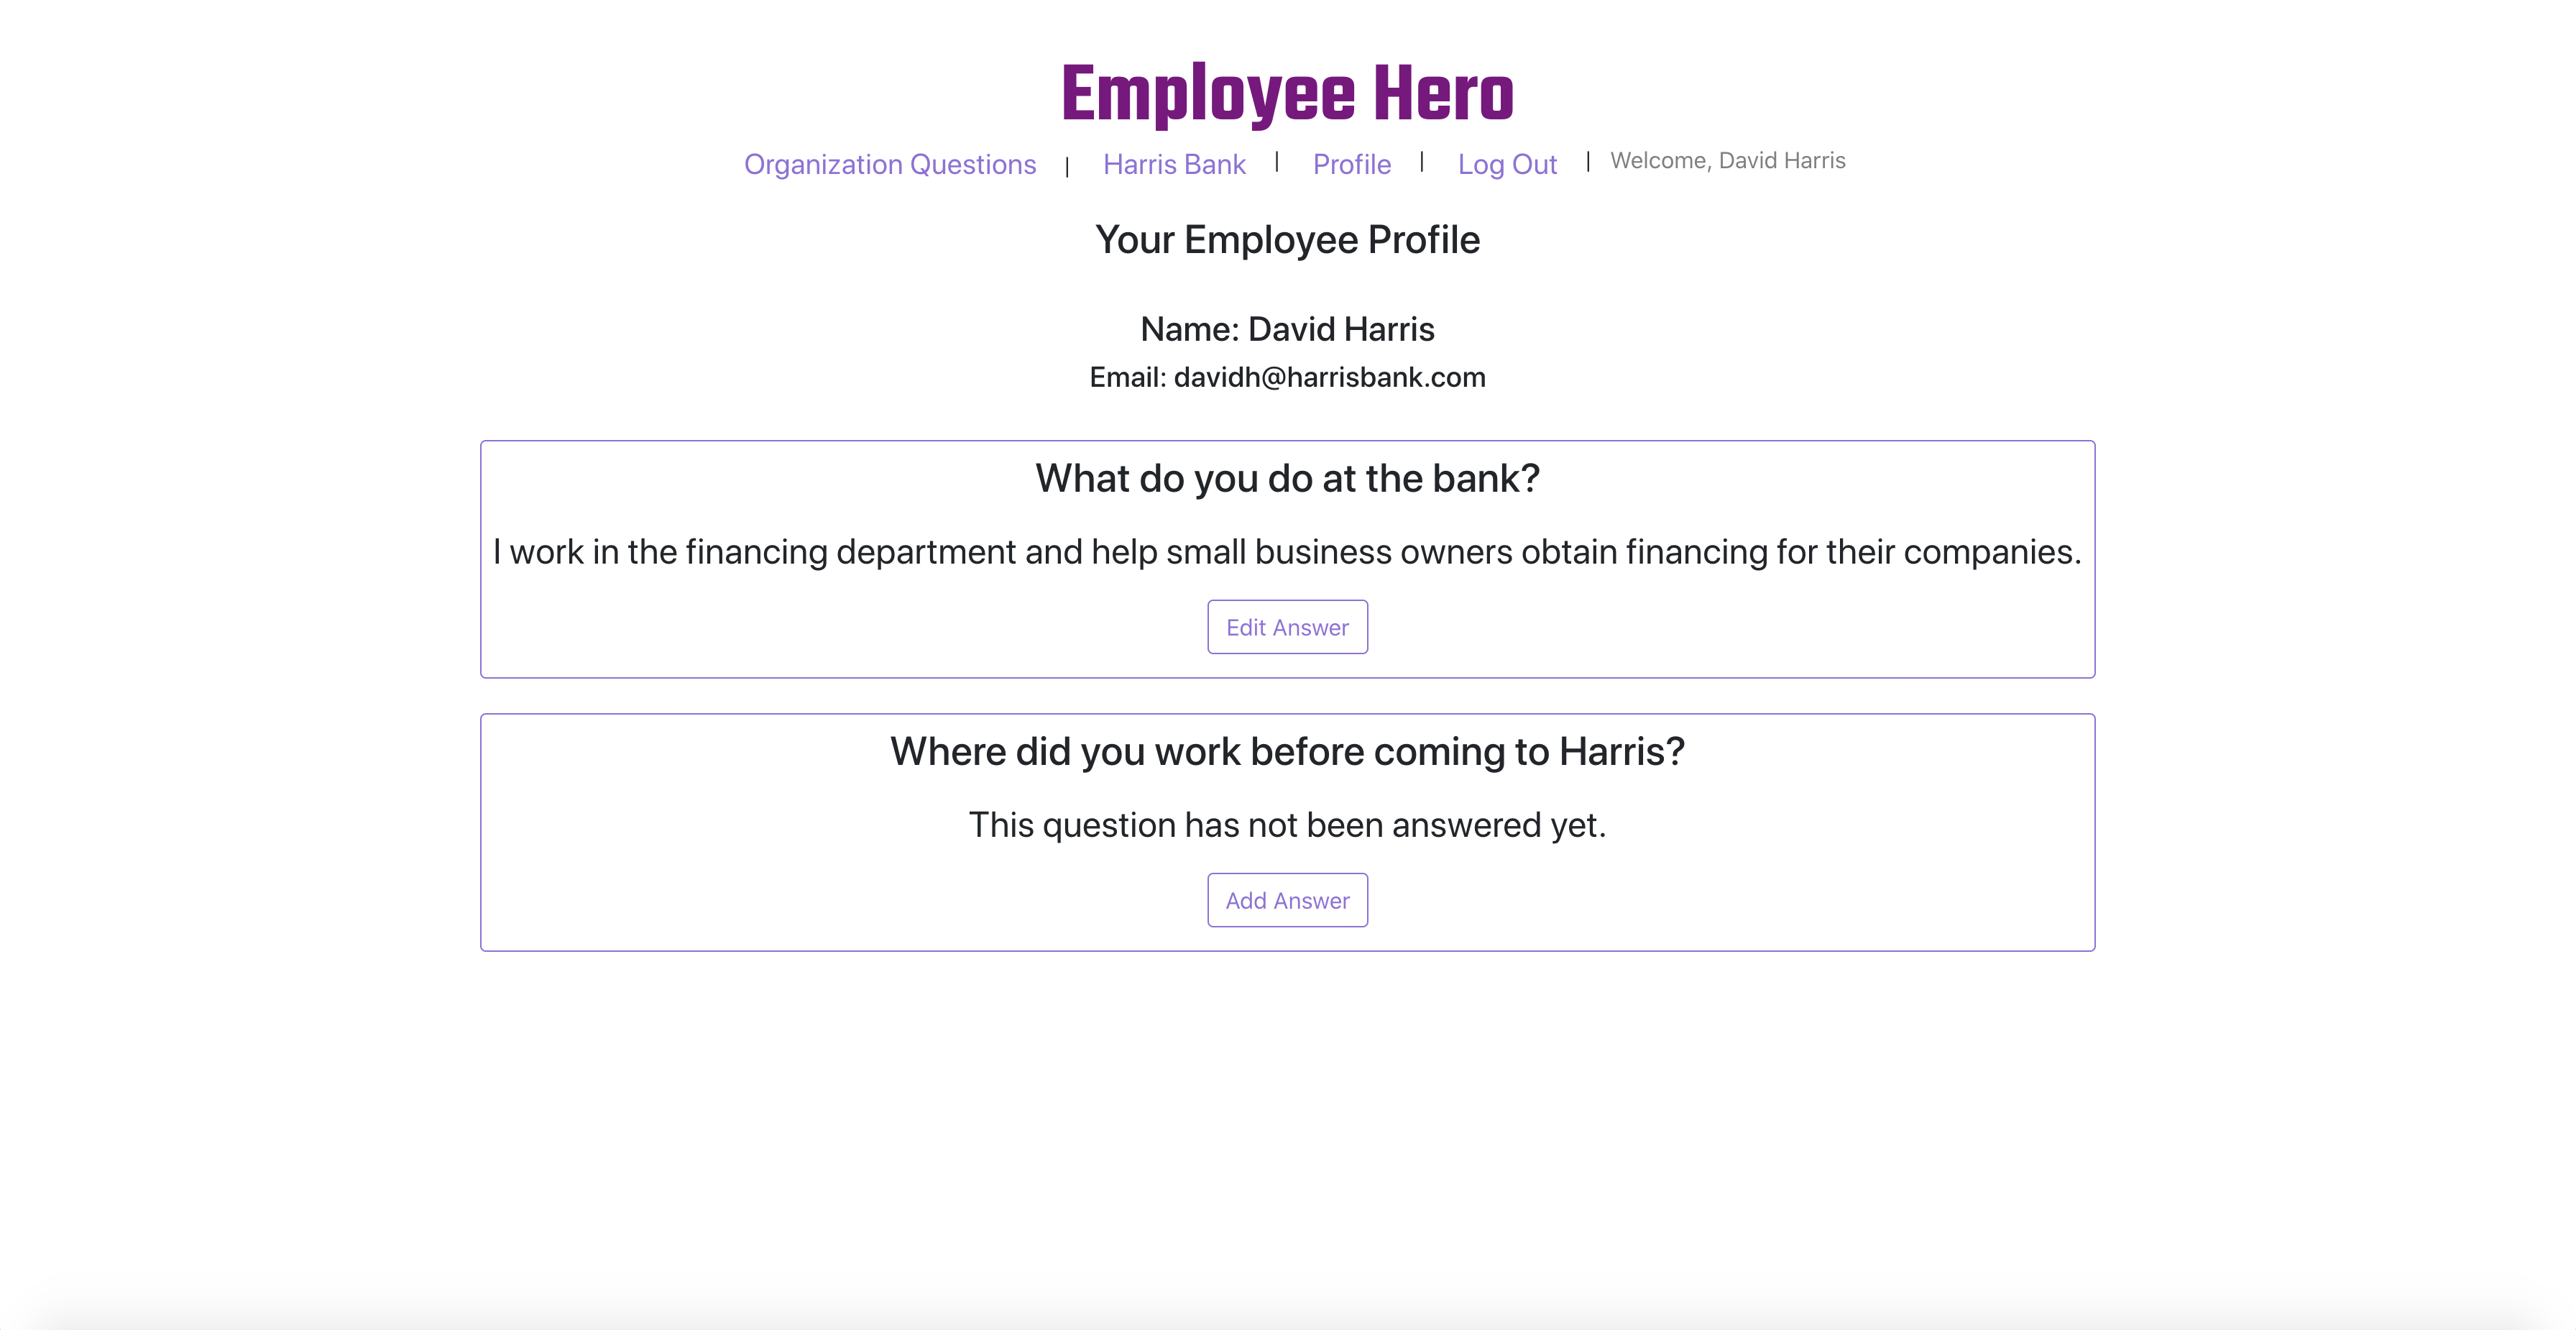 Employee Hero
Organization Questions | Harris Bank | Profile | Log Out | Welcome, David Harris
Your Employee Profile
Name: David Harris
Email: davidh@harrisbank.com
What do you do at the bank?
I work in the financing department and help small business owners obtain financing for their companies.
Edit Answer
Where did you work before coming to Harris?
This question has not been answered yet.
Add Answer